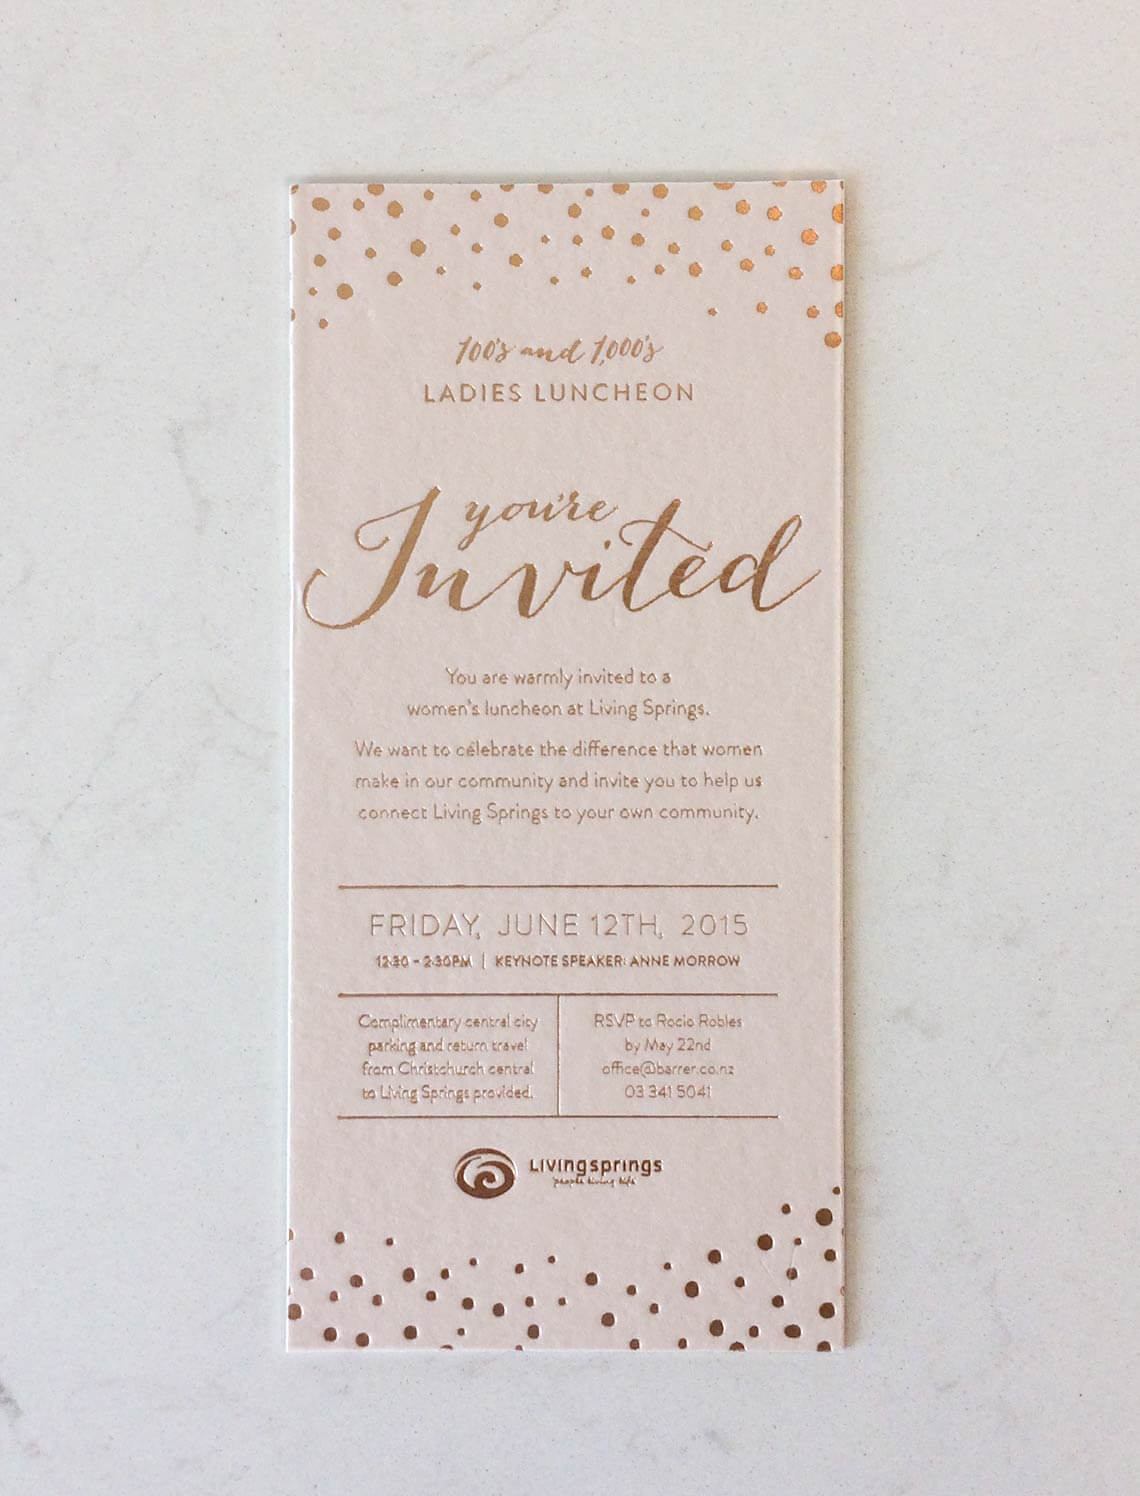 100's and 1,000's
LADIES LUNCHEON
you're
Invited
You are warmly invited to a
women's luncheon at Living Springs.
We want to celebrate the difference that women
make in our community and invite you to help us
connect Living Springs to your own community.
FRIDAY, JUNE 12TH, 2015
12:30 - 2:30PM | KEYNOTE SPEAKER: ANNE MORROW
Complimentary central city
parking and return travel
from Christchurch central
to Living Springs provided.
RSVP to Rocio Robles
by May 22nd
office@barrer.co.nz
03 341 5041
Livingsprings
people living life